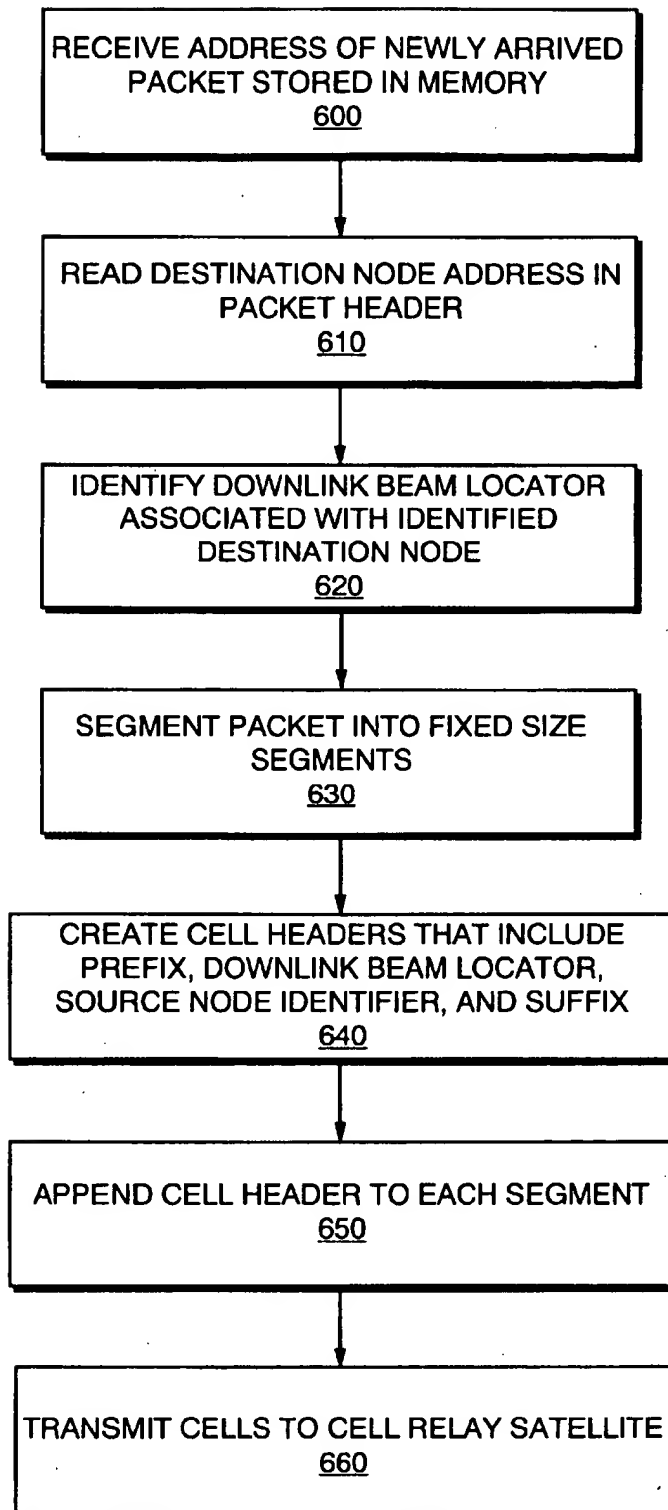 RECEIVE ADDRESS OF NEWLY ARRIVED
PACKET STORED IN MEMORY
600
READ DESTINATION NODE ADDRESS IN
PACKET HEADER
610
IDENTIFY DOWNLINK BEAM LOCATOR
ASSOCIATED WITH IDENTIFIED
DESTINATION NODE
620
SEGMENT PACKET INTO FIXED SIZE
SEGMENTS
630
CREATE CELL HEADERS THAT INCLUDE
PREFIX, DOWNLINK BEAM LOCATOR,
SOURCE NODE IDENTIFIER, AND SUFFIX
640
APPEND CELL HEADER TO EACH SEGMENT
650
TRANSMIT CELLS TO CELL RELAY SATELLITE
660